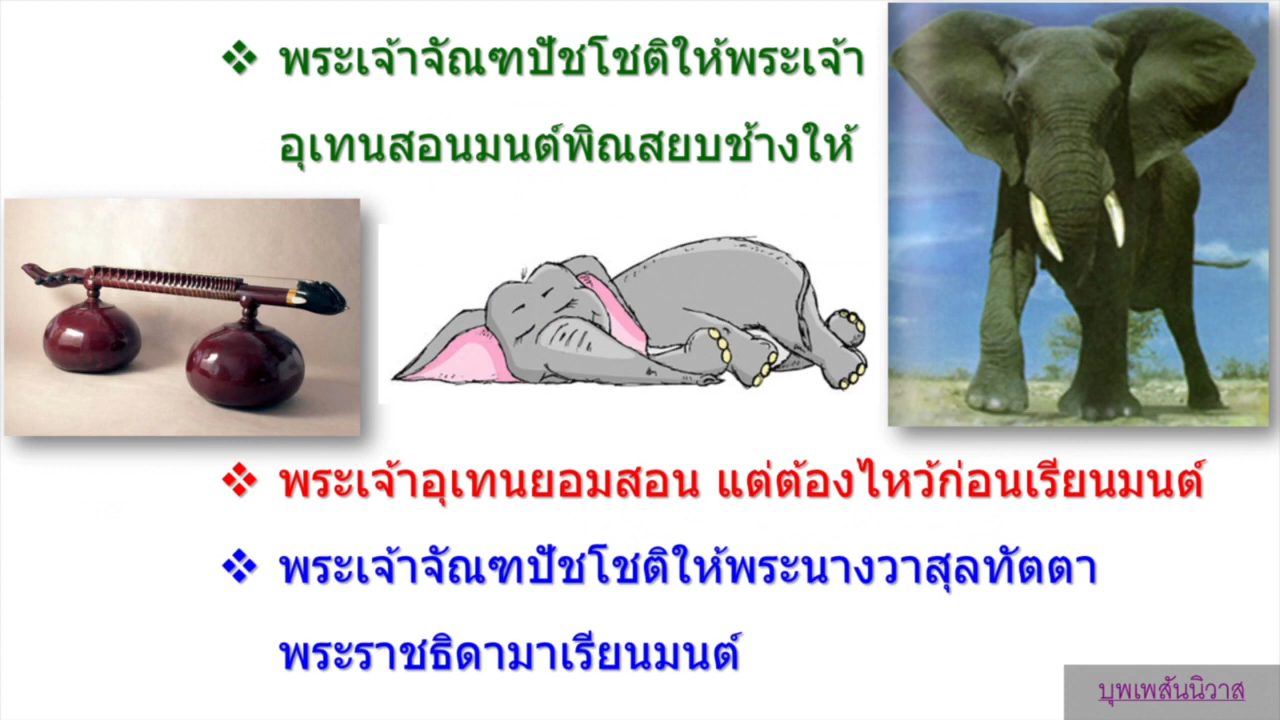 ❖ พระเจ้าจัณฑปัชโชติให้พระเจ้า
อุเทนสอนมนต์พิณสยบช้างให้
❖ พระเจ้าอุเทนยอมสอน แต่ต้องไหว้ก่อนเรียนมนต์
❖ พระเจ้าจัณฑปัชโชติให้พระนางวาสุลทัตตา
พระราชธิดามาเรียนมนต์
บุพเพสันนิวาส